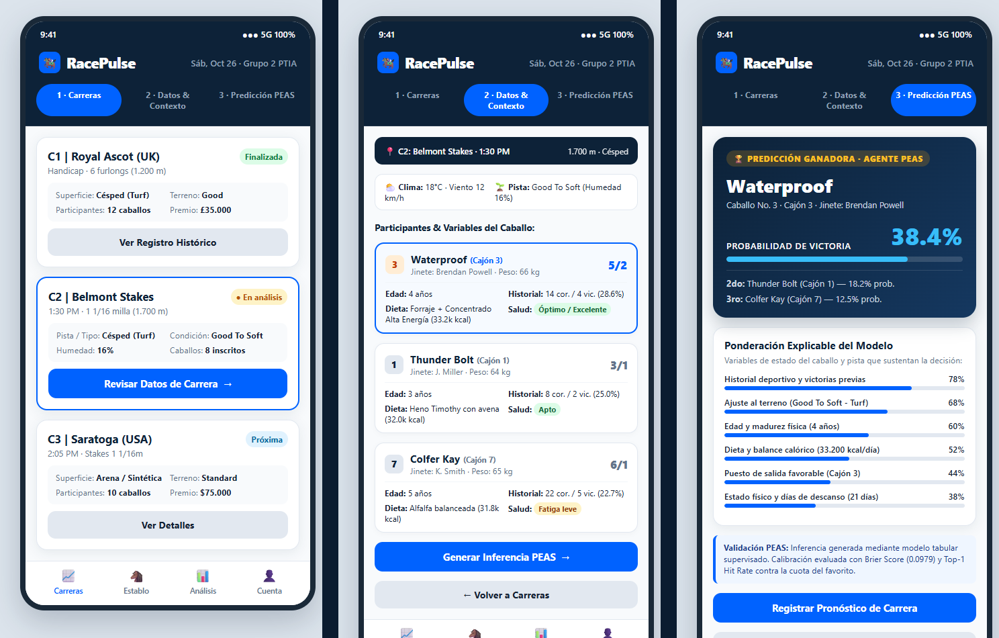 9:41
●●● 5G 100%
RacePulse
Sáb, Oct 26 · Grupo 2 PTIA
1 · Carreras
2 · Datos &
Contexto
3 · Predicción PEAS
C1 | Royal Ascot (UK)
Finalizada
Handicap · 6 furlongs (1.200 m)
Superficie: Césped (Turf)
Terreno: Good
Participantes: 12 caballos
Premio: £35.000
Ver Registro Histórico
C2 | Belmont Stakes
● En análisis
1:30 PM · 1 1/16 milla (1.700 m)
Pista / Tipo: Césped (Turf)
Condición: Good To Soft
Humedad: 16%
Caballos: 8 inscritos
Revisar Datos de Carrera →
C3 | Saratoga (USA)
Próxima
2:05 PM · Stakes 1 1/16m
Superficie: Arena / Sintética
Terreno: Standard
Participantes: 10 caballos
Premio: $75.000
Ver Detalles
Carreras
Establo
Análisis
Cuenta
9:41
●●● 5G 100%
RacePulse
Sáb, Oct 26 · Grupo 2 PTIA
1 · Carreras
2 · Datos &
Contexto
3 · Predicción PEAS
C2: Belmont Stakes · 1:30 PM
1.700 m · Césped
Clima: 18°C · Viento 12
km/h
Pista: Good To Soft (Humedad
16%)
Participantes & Variables del Caballo:
3
Waterproof (Cajón 3)
5/2
Jinete: Brendan Powell · Peso: 66 kg
Edad: 4 años
Historial: 14 cor. / 4 vic. (28.6%)
Dieta: Forraje + Concentrado
Alta Energía (33.2k kcal)
Salud: Óptimo / Excelente
1
Thunder Bolt (Cajón 1)
3/1
Jinete: J. Miller · Peso: 64 kg
Edad: 3 años
Historial: 8 cor. / 2 vic. (25.0%)
Dieta: Heno Timothy con avena
(32.0k kcal)
Salud: Apto
7
Colfer Kay (Cajón 7)
6/1
Jinete: K. Smith · Peso: 65 kg
Edad: 5 años
Historial: 22 cor. / 5 vic. (22.7%)
Dieta: Alfalfa balanceada (31.8k
kcal)
Salud: Fatiga leve
Generar Inferencia PEAS →
← Volver a Carreras
9:41
●●● 5G 100%
RacePulse
Sáb, Oct 26 · Grupo 2 PTIA
1 · Carreras
2 · Datos &
Contexto
3 · Predicción PEAS
PREDICCIÓN GANADORA - AGENTE PEAS
Waterproof
Caballo No. 3 · Cajón 3 · Jinete: Brendan Powell
PROBABILIDAD DE VICTORIA
38.4%
2do: Thunder Bolt (Cajón 1) — 18.2% prob.
3ro: Colfer Kay (Cajón 7) — 12.5% prob.
Ponderación Explicable del Modelo
Variables de estado del caballo y pista que sustentan la decisión:
Historial deportivo y victorias previas
78%
Ajuste al terreno (Good To Soft - Turf)
68%
Edad y madurez física (4 años)
60%
Dieta y balance calórico (33.200 kcal/día)
52%
Puesto de salida favorable (Cajón 3)
44%
Estado físico y días de descanso (21 días)
38%
Validación PEAS: Inferencia generada mediante modelo tabular
supervisado. Calibración evaluada con Brier Score (0.0979) y Top-1
Hit Rate contra la cuota del favorito.
Registrar Pronóstico de Carrera